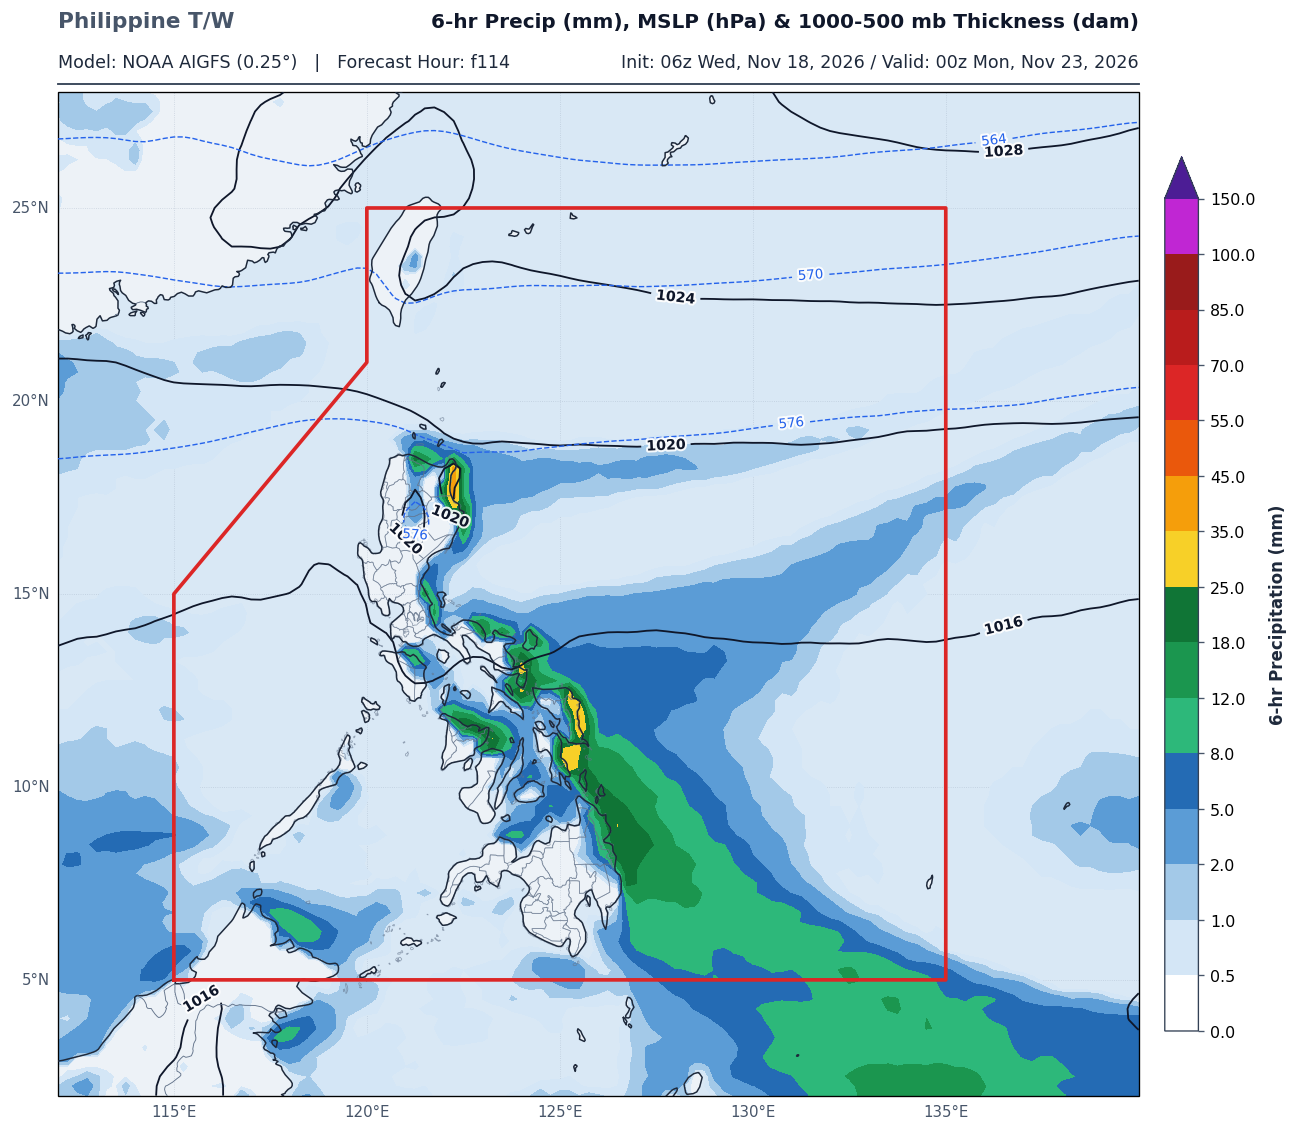 Philippine T/W
6-hr Precip (mm), MSLP (hPa) & 1000-500 mb Thickness (dam)
Model: NOAA AIGFS (0.25°) | Forecast Hour: f114
Init: 06z Wed, Nov 18, 2026 / Valid: 00z Mon, Nov 23, 2026
564
1028
25°N
570
1024
20°N
576
1020
1020
1020
576
15°N
1016
10°N
5°N
1016
115°E
120°E
125°E
130°E
135°E
150.0
100.0
85.0
70.0
55.0
45.0
35.0
25.0
18.0
12.0
8.0
5.0
2.0
1.0
0.5
0.0
6-hr Precipitation (mm)